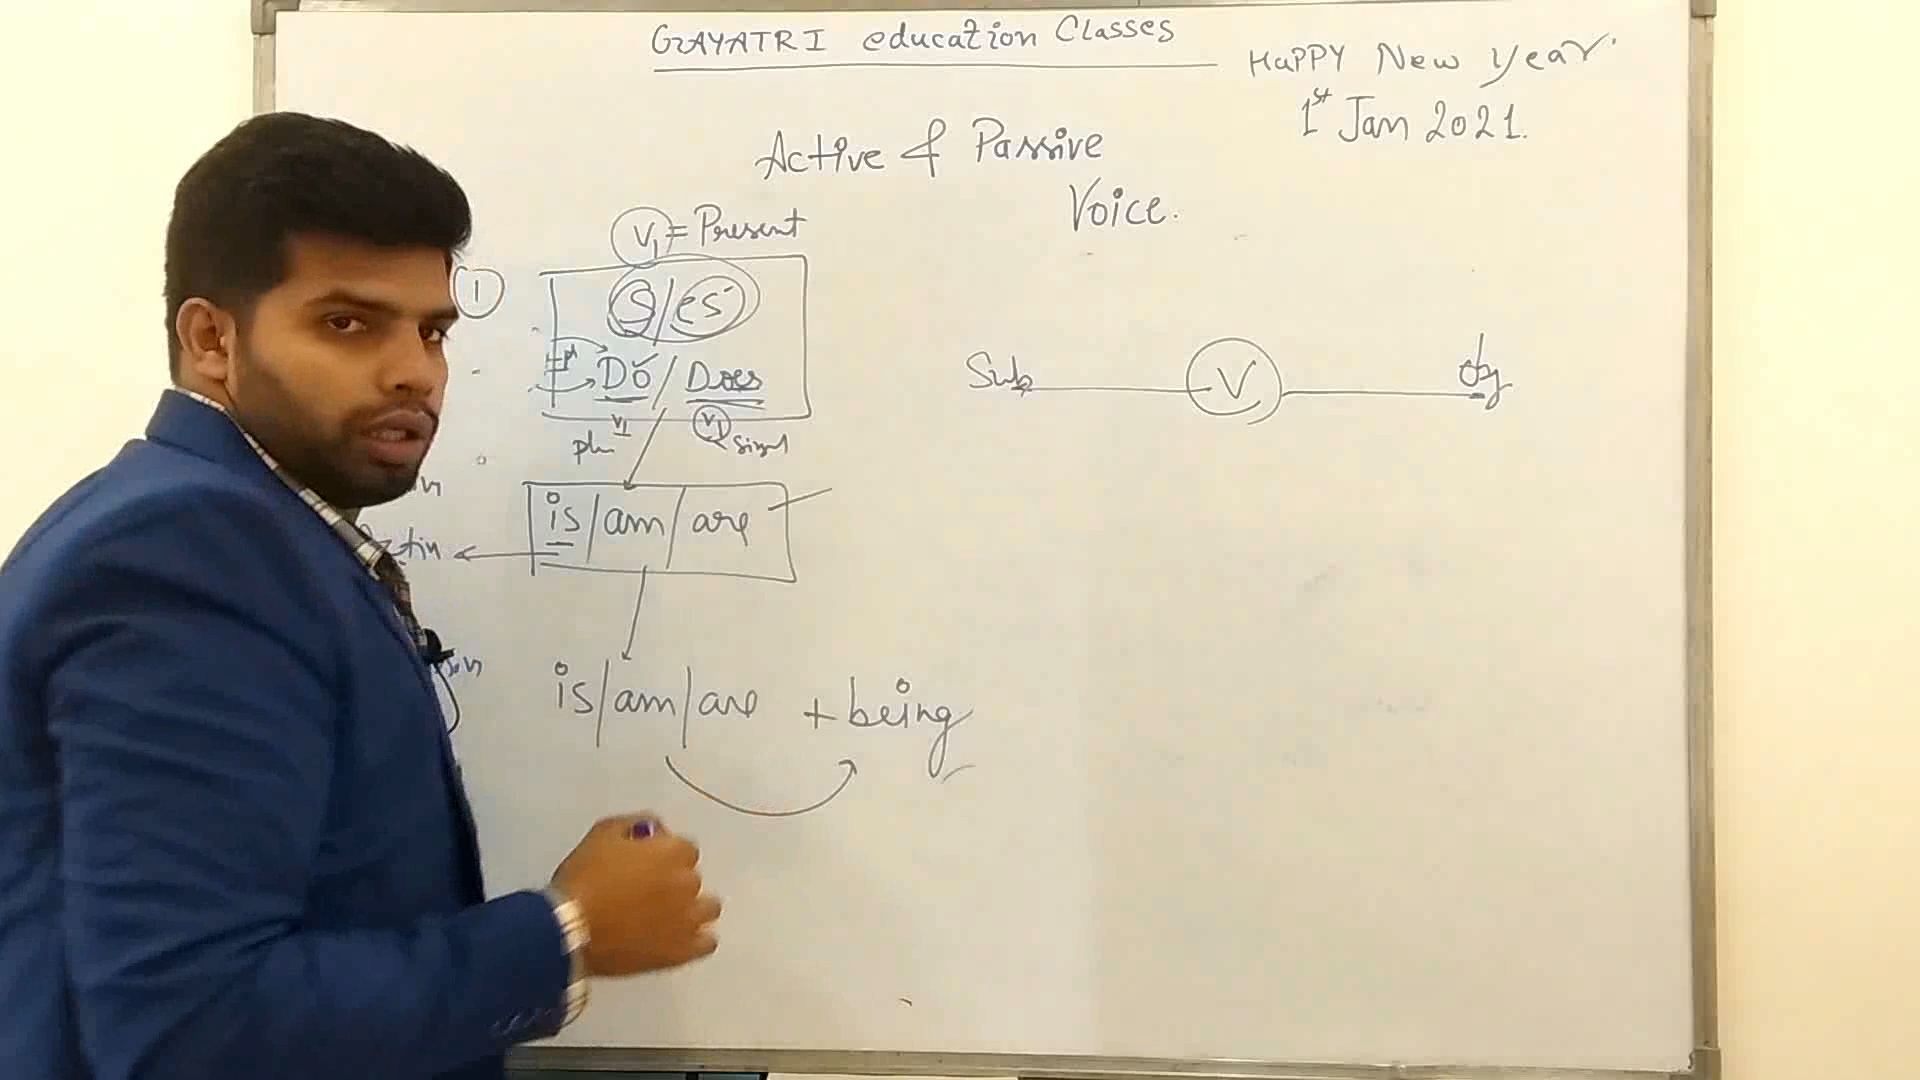 GAYATRI education Classes
HaPPY New Year.
1st Jan 2021.
Active & Passive
Voice.
V1 = Present
1
S/es
Do / Does
V1 V1
Sub V obj
is/am/are
is/am/are + being